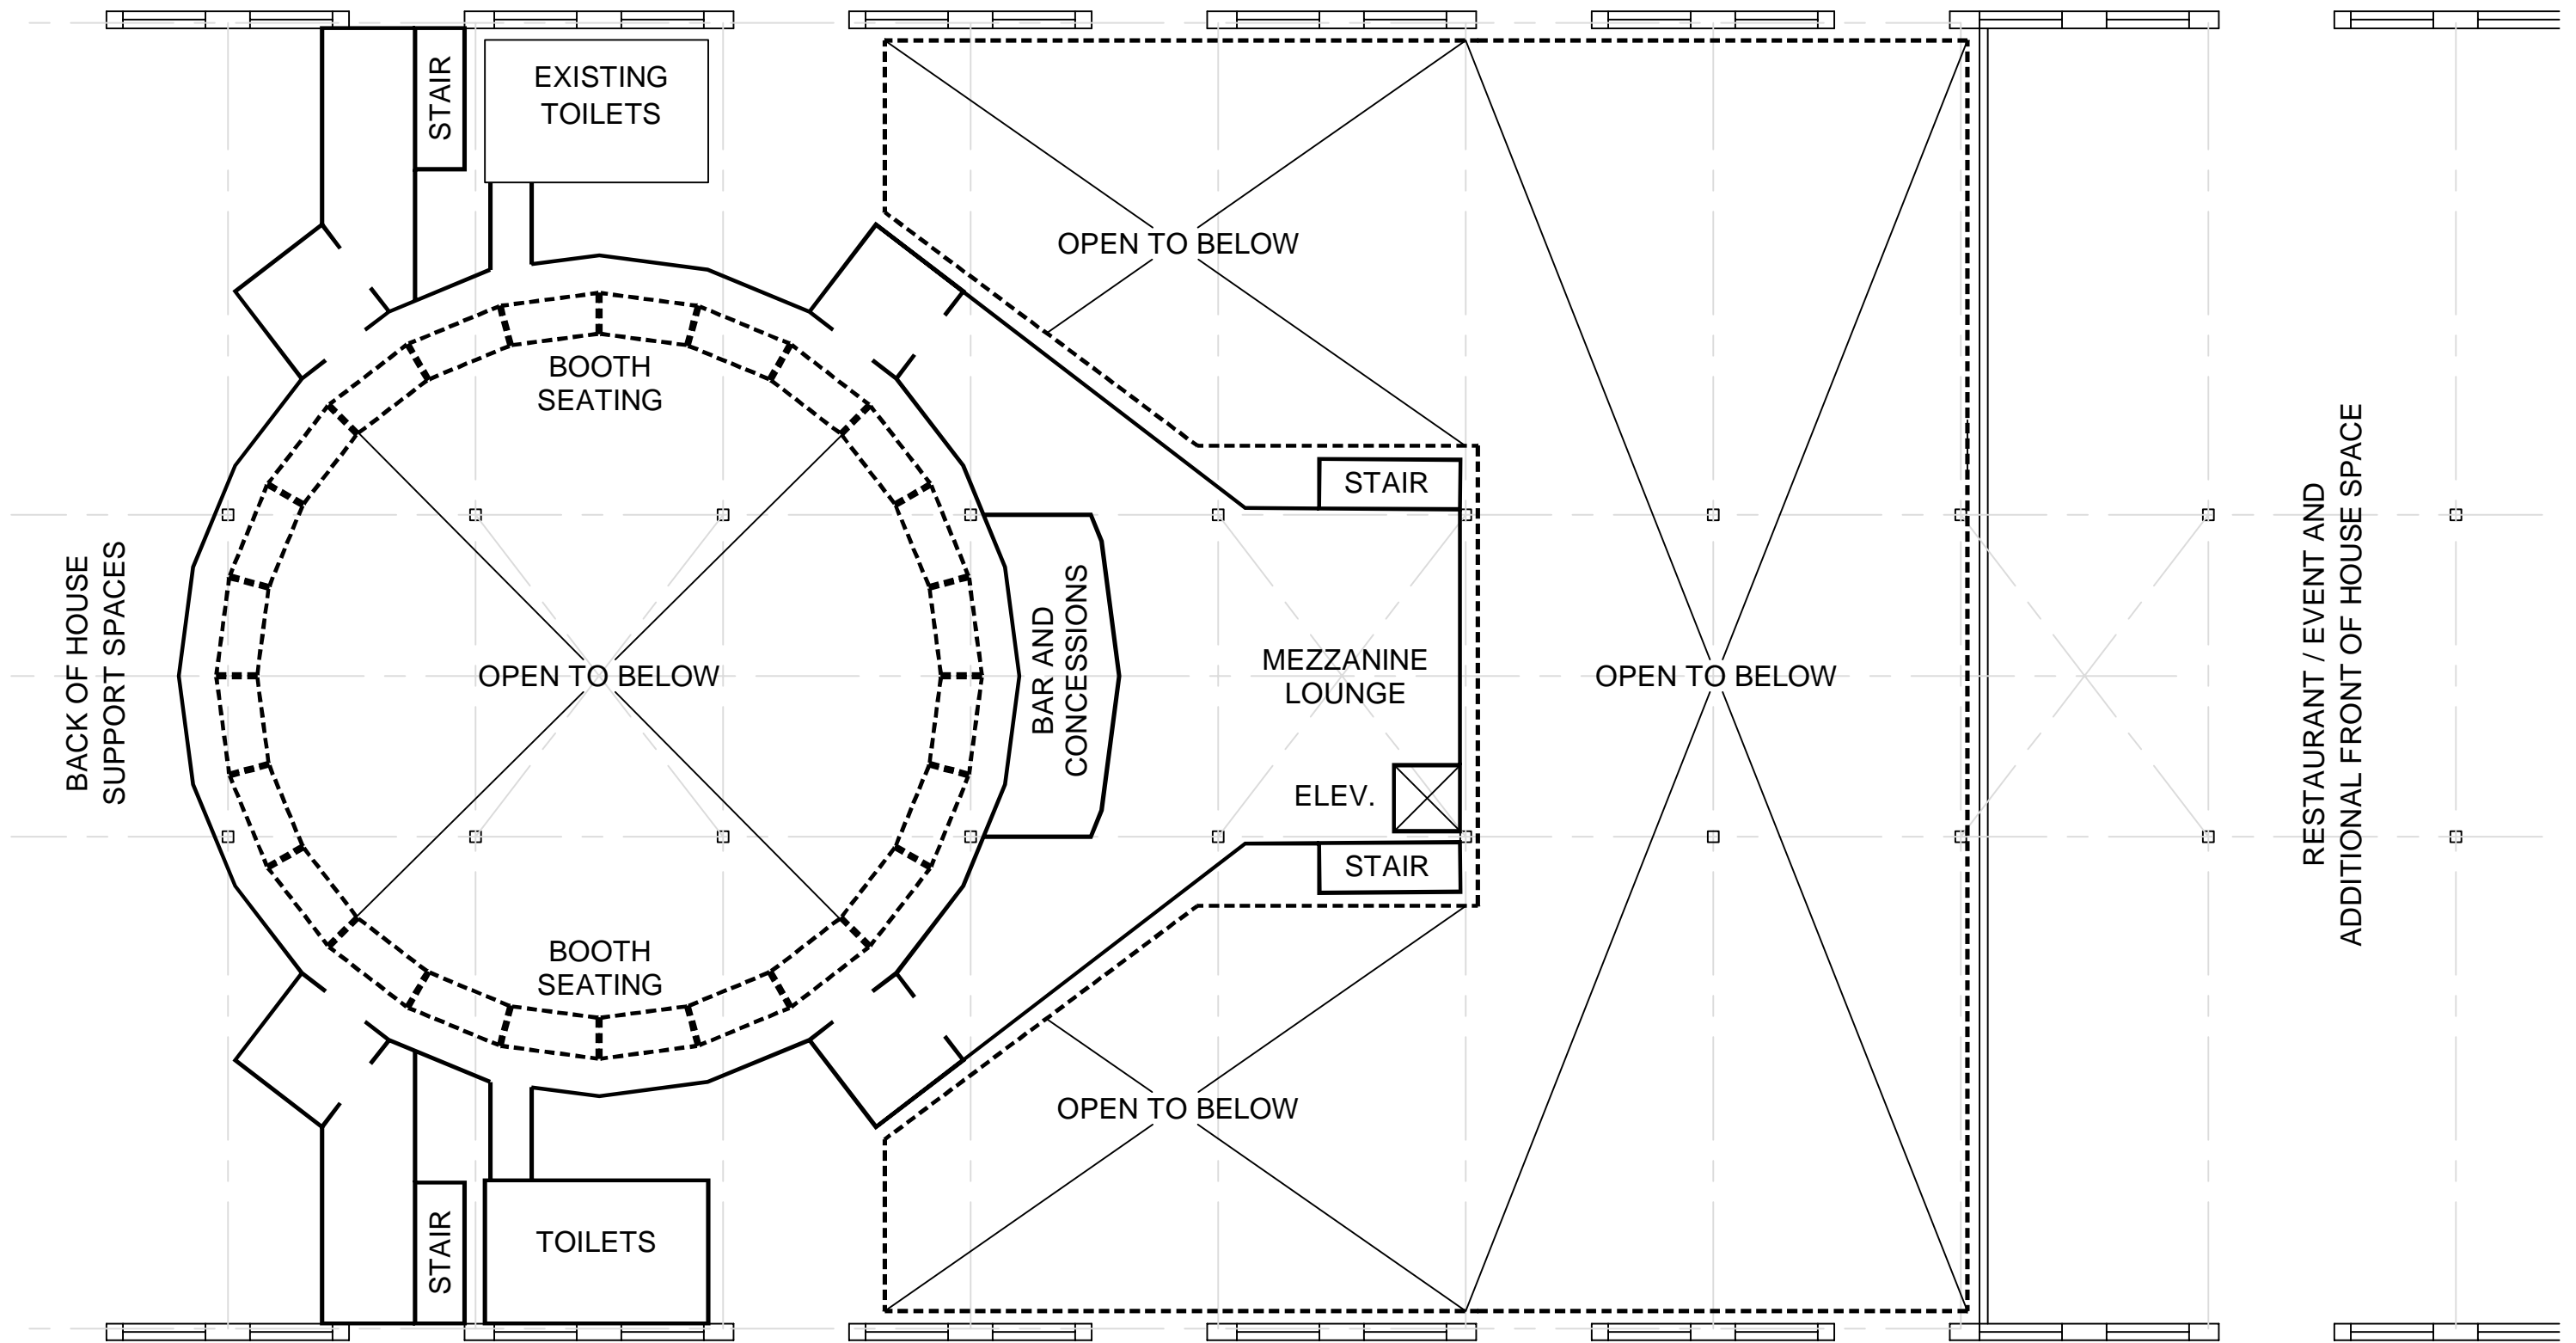 STAIR
EXISTING
TOILETS
OPEN TO BELOW
BOOTH
SEATING
STAIR
BACK OF HOUSE
SUPPORT SPACES
OPEN TO BELOW
BAR AND
CONCESSIONS
MEZZANINE
LOUNGE
OPEN TO BELOW
RESTAURANT / EVENT AND
ADDITIONAL FRONT OF HOUSE SPACE
ELEV.
STAIR
BOOTH
SEATING
OPEN TO BELOW
STAIR
TOILETS